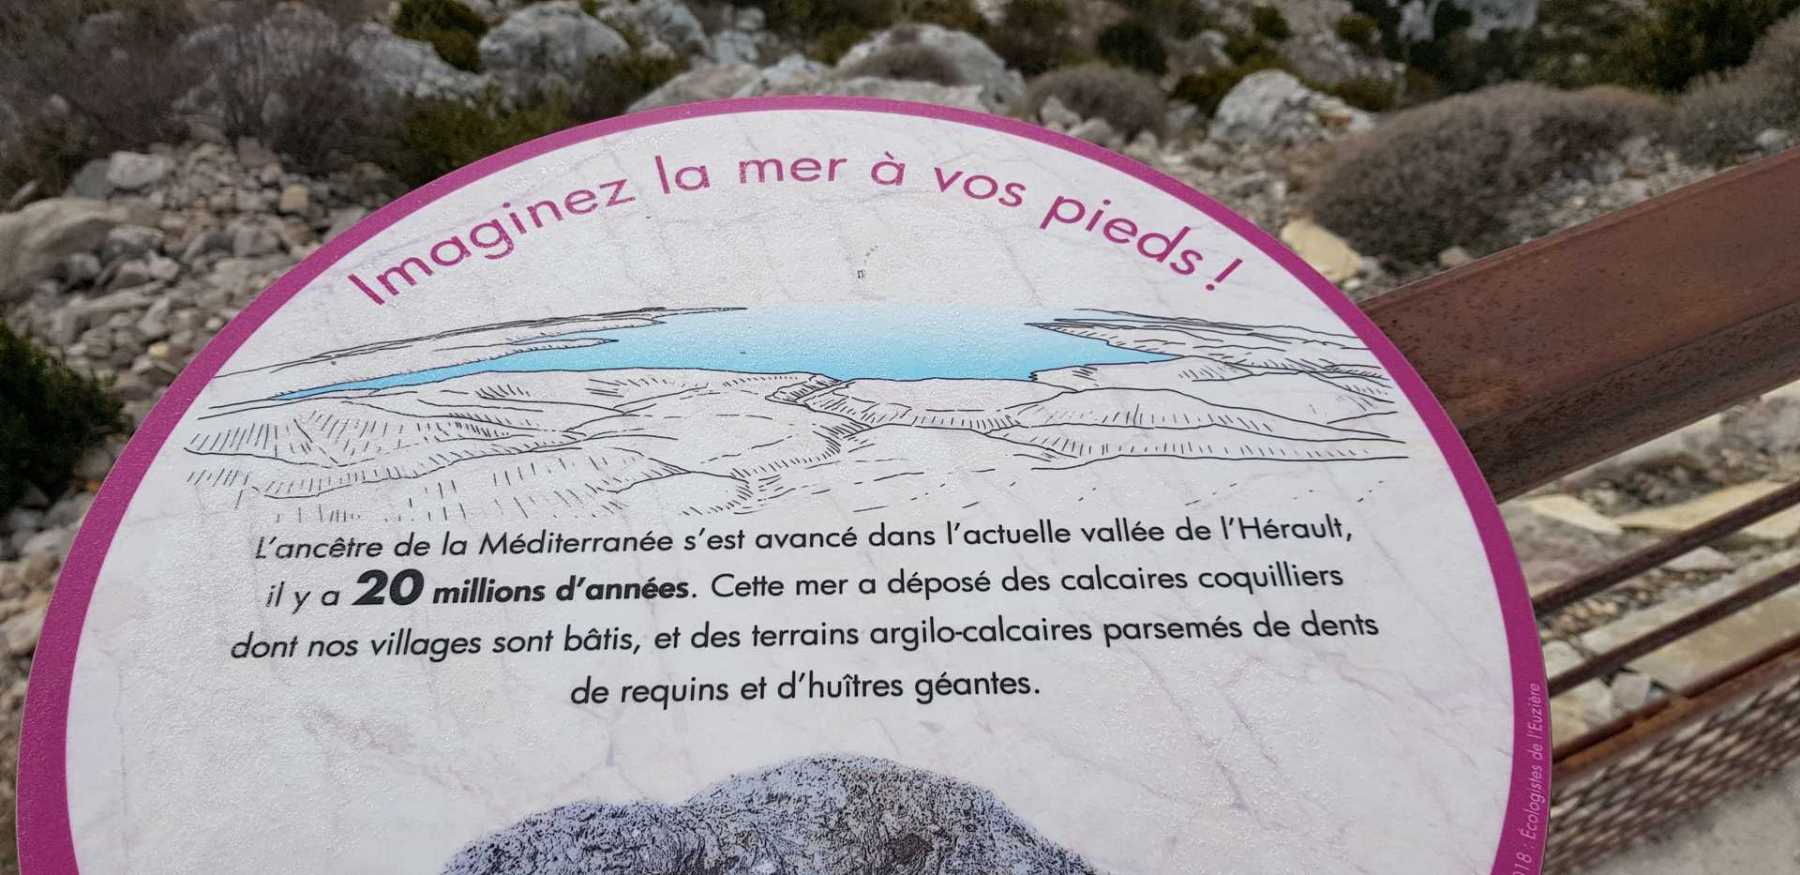 Imaginez la mer à vos pieds !
L'ancêtre de la Méditerranée s'est avancé dans l'actuelle vallée de l'Hérault,
il y a 20 millions d'années. Cette mer a déposé des calcaires coquilliers
dont nos villages sont bâtis, et des terrains argilo-calcaires parsemés de dents
de requins et d'huîtres géantes.
18 : Écologistes de l'Euzière